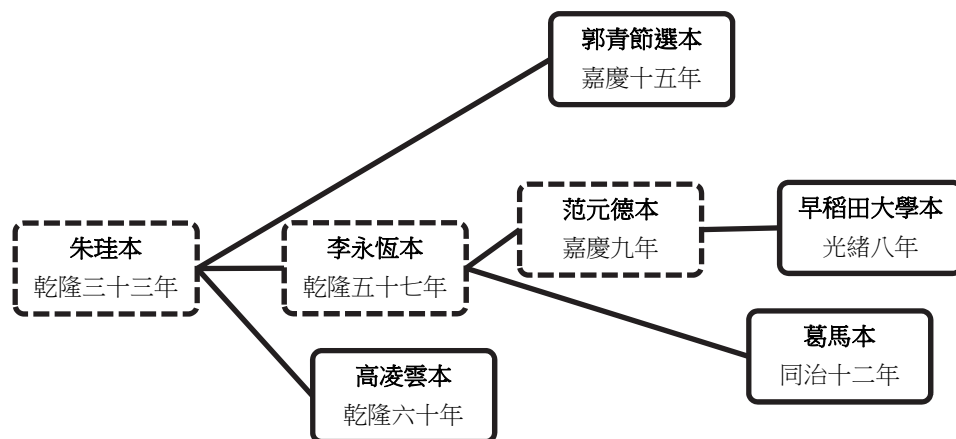 郭青節選本
嘉慶十五年
朱珪本
乾隆三十三年
李永恆本
乾隆五十七年
范元德本
嘉慶九年
早稻田大學本
光緒八年
葛馬本
同治十二年
高凌雲本
乾隆六十年